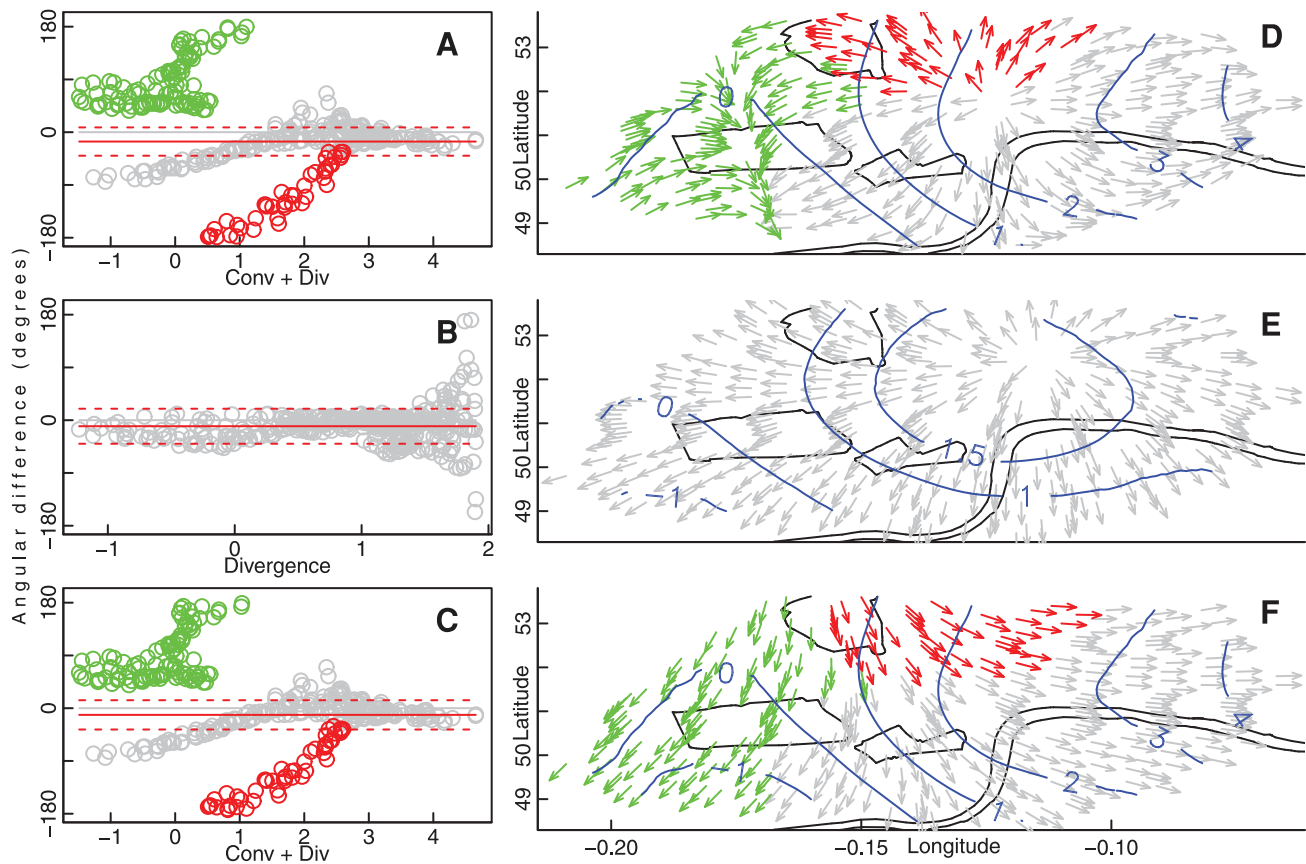 Angular difference (degrees)
A
180
0
−180
−1 0 1 2 3 4
Conv + Div
B
180
0
−180
−1 0 1 2
Divergence
C
180
0
−180
−1 0 1 2 3 4
Conv + Div
D
53
Latitude
50
49
0
1
2
3
4
E
53
Latitude
50
49
0
−1
1.5
1
F
53
Latitude
50
49
0
−1
1
2
3
4
−0.20 −0.15 −0.10
Longitude